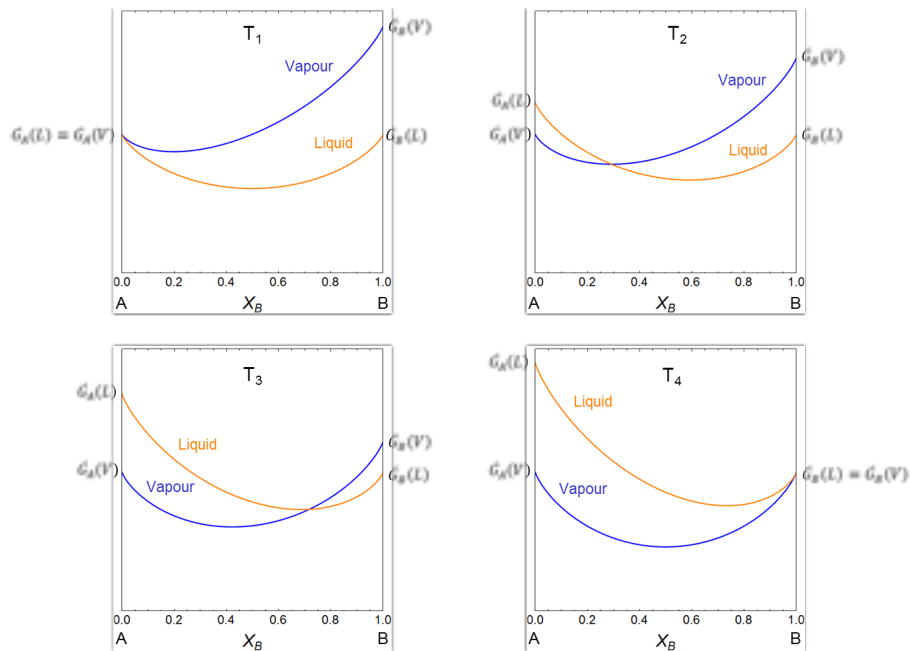 T₁
G_B(V)
Vapour
G_A(L) = G_A(V)
Liquid
G_B(L)
0.0 0.2 0.4 0.6 0.8 1.0
A X_B B
T₂
G_B(V)
Vapour
G_A(L)
G_A(V)
G_B(L)
Liquid
0.0 0.2 0.4 0.6 0.8 1.0
A X_B B
T₃
G_A(L)
Liquid
G_B(V)
G_A(V)
G_B(L)
Vapour
0.0 0.2 0.4 0.6 0.8 1.0
A X_B B
G_A(L)
T₄
Liquid
G_A(V)
G_B(L) = G_B(V)
Vapour
0.0 0.2 0.4 0.6 0.8 1.0
A X_B B